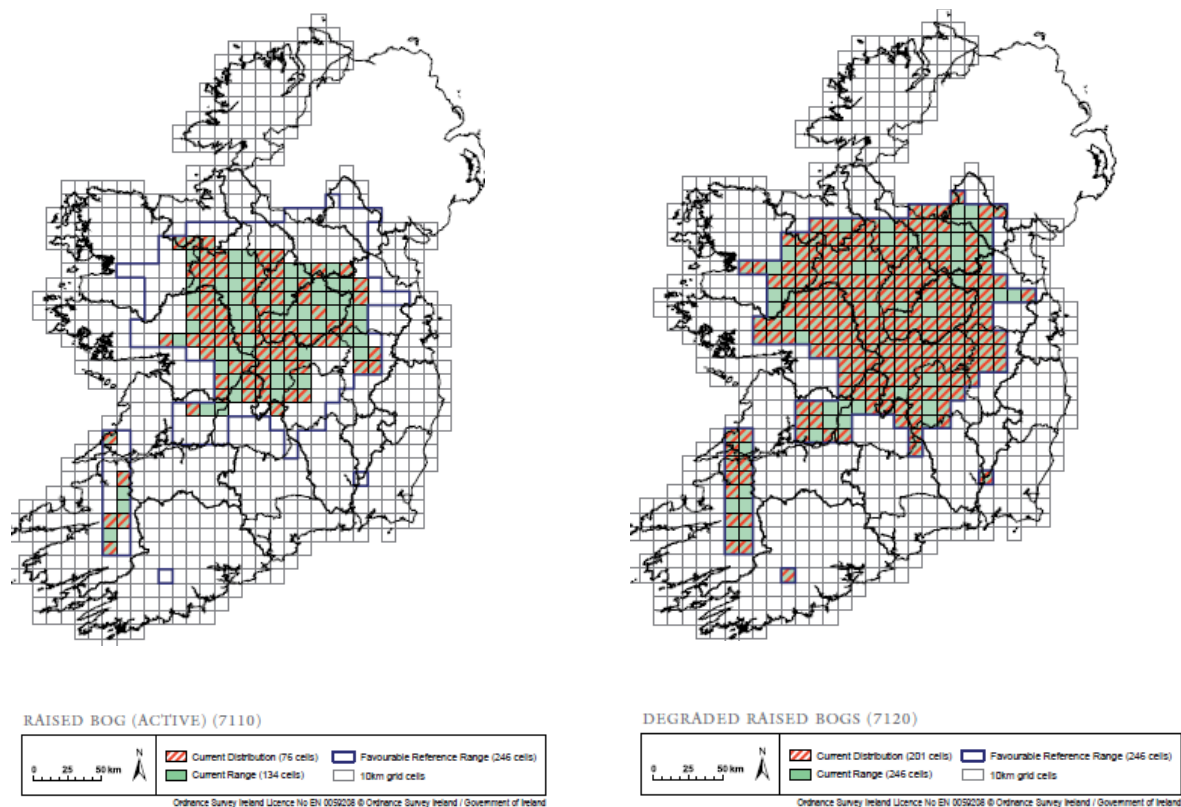 RAISED BOG (ACTIVE) (7110)
0 25 50 km
N
Current Distribution (76 cells)
Current Range (134 cells)
Favourable Reference Range (246 cells)
10km grid cells
Ordnance Survey Ireland Licence No EN 0059208 © Ordnance Survey Ireland / Government of Ireland
DEGRADED RAISED BOGS (7120)
0 25 50 km
N
Current Distribution (201 cells)
Current Range (246 cells)
Favourable Reference Range (246 cells)
10km grid cells
Ordnance Survey Ireland Licence No EN 0059208 © Ordnance Survey Ireland / Government of Ireland